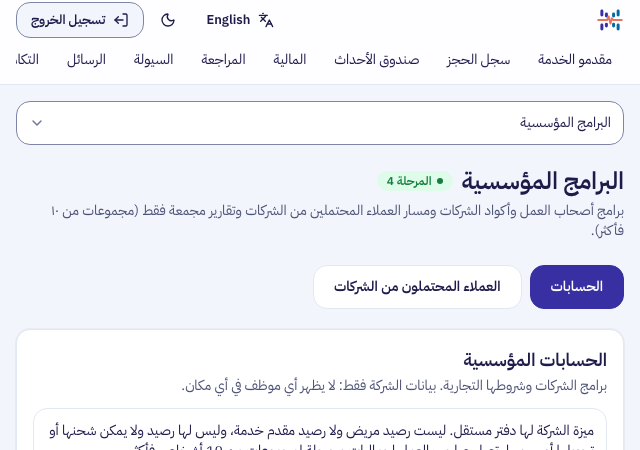 English
تسجيل الخروج
مقدمو الخدمة
سجل الحجز
صندوق الأحداث
المالية
المراجعة
السيولة
الرسائل
البرامج المؤسسية
البرامج المؤسسية
المرحلة 4
برامج أصحاب العمل وأكواد الشركات ومسار العملاء المحتملين من الشركات وتقارير مجمعة فقط (مجموعات من ١٠
فأكثر).
الحسابات
العملاء المحتملون من الشركات
الحسابات المؤسسية
برامج الشركات وشروطها التجارية. بيانات الشركة فقط: لا يظهر أي موظف في أي مكان.
ميزة الشركة لها دفتر مستقل. ليست رصيد مريض ولا رصيد مقدم خدمة، وليس لها رصيد ولا يمكن شحنها أو